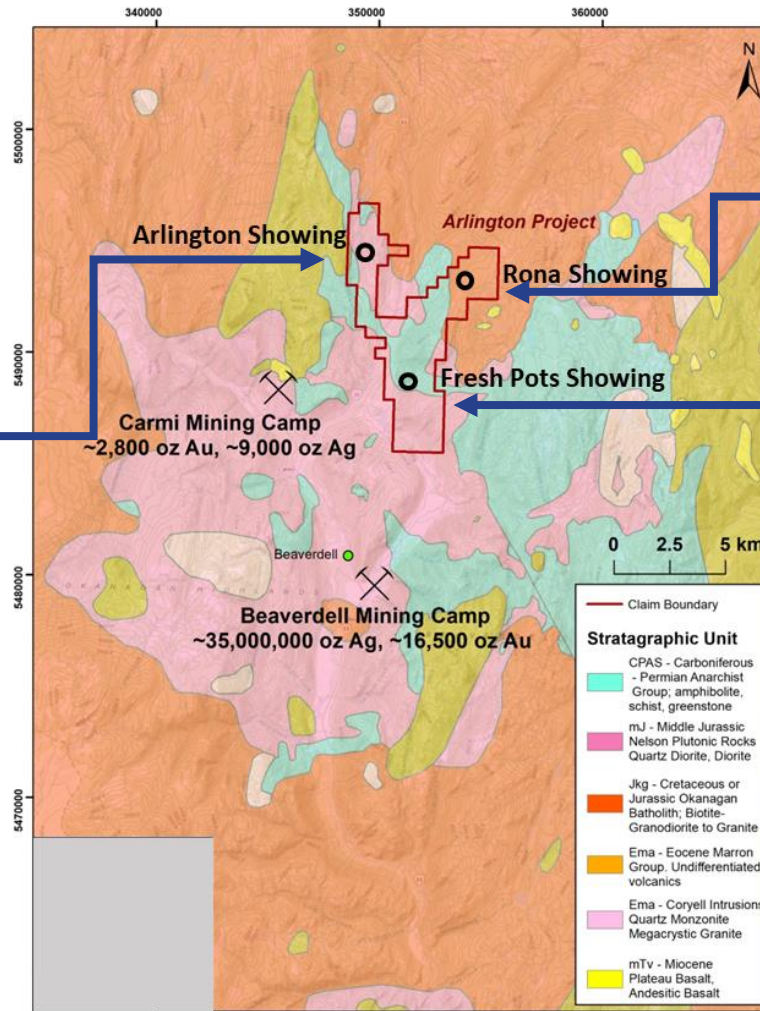 340000
350000
360000
N
5500000
5490000
5480000
5470000
Arlington Showing
Arlington Project
Rona Showing
Fresh Pots Showing
Carmi Mining Camp
~2,800 oz Au, ~9,000 oz Ag
Beaverdell
Beaverdell Mining Camp
~35,000,000 oz Ag, ~16,500 oz Au
0 2.5 5 km
Claim Boundary
Stratagraphic Unit
CPAS - Carboniferous
- Permian Anarchist
Group; amphibolite,
schist, greenstone
mJ - Middle Jurassic
Nelson Plutonic Rocks
Quartz Diorite, Diorite
Jkg - Cretaceous or
Jurassic Okanagan
Batholith; Biotite-
Granodiorite to Granite
Ema - Eocene Marron
Group. Undifferentiated
volcanics
Ema - Coryell Intrusions
Quartz Monzonite
Megacrystic Granite
mTv - Miocene
Plateau Basalt,
Andesitic Basalt